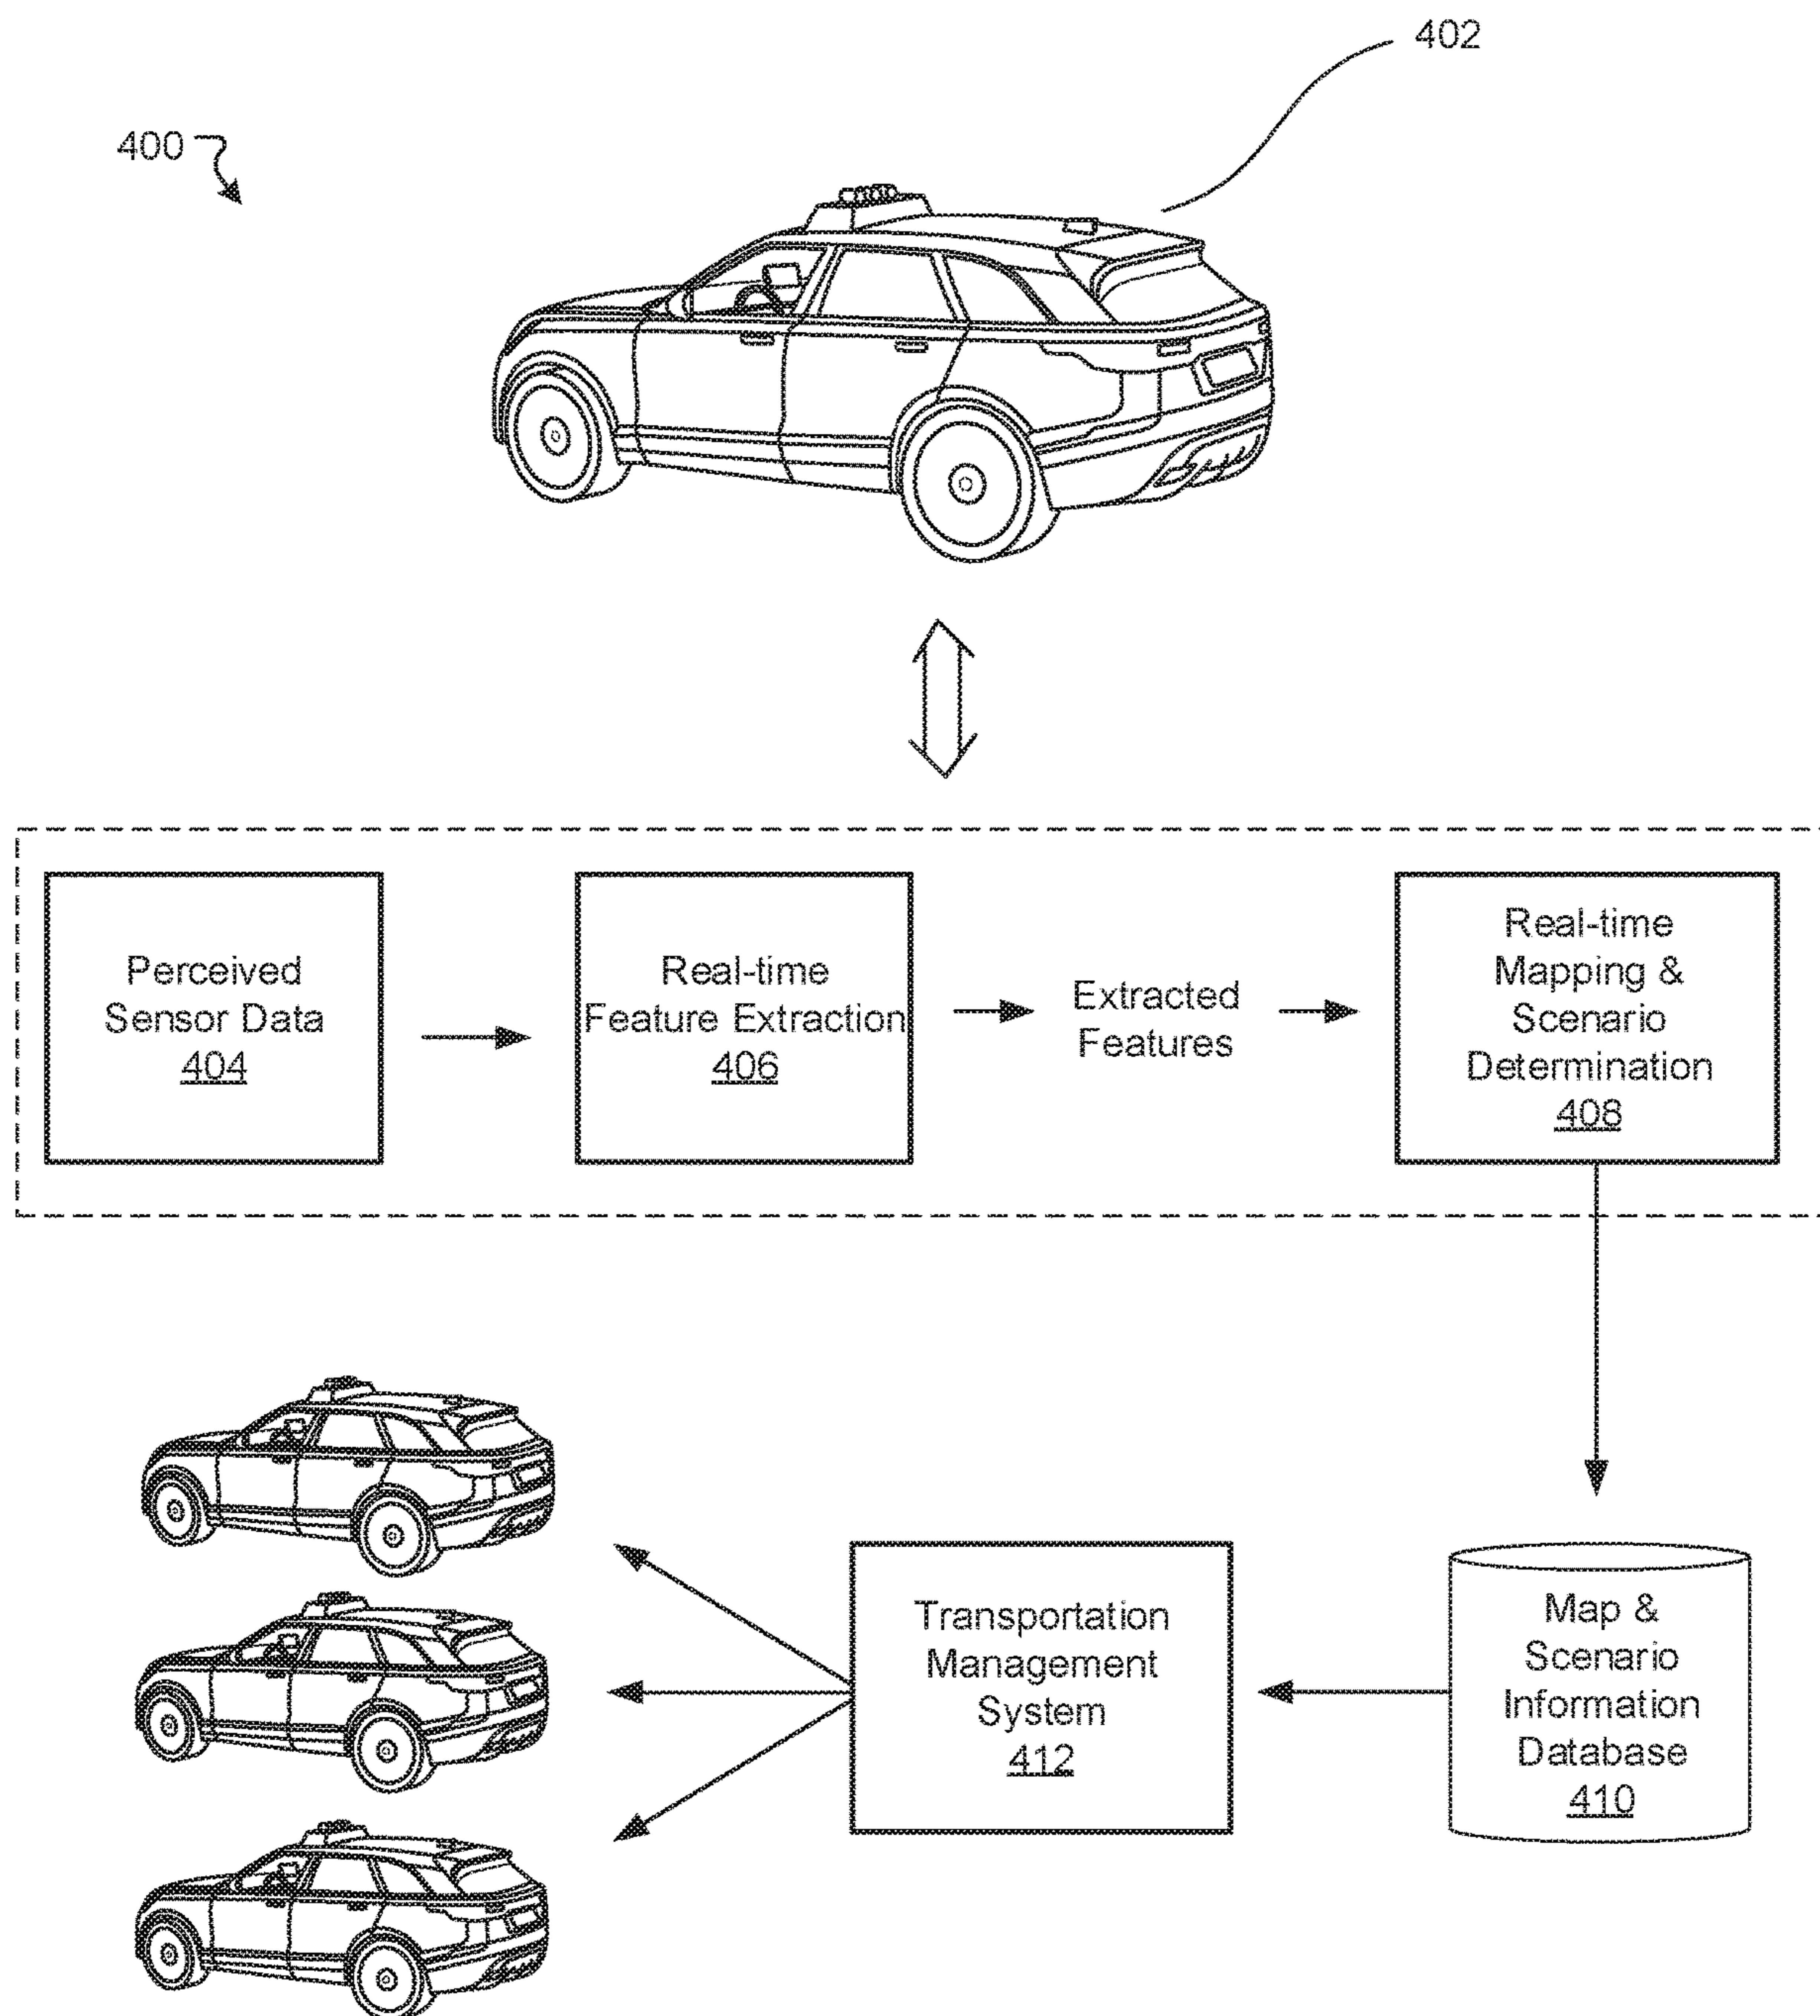 402
400
Perceived
Sensor Data
404
Real-time
Feature Extraction
406
Extracted
Features
Real-time
Mapping &
Scenario
Determination
408
Transportation
Management
System
412
Map &
Scenario
Information
Database
410